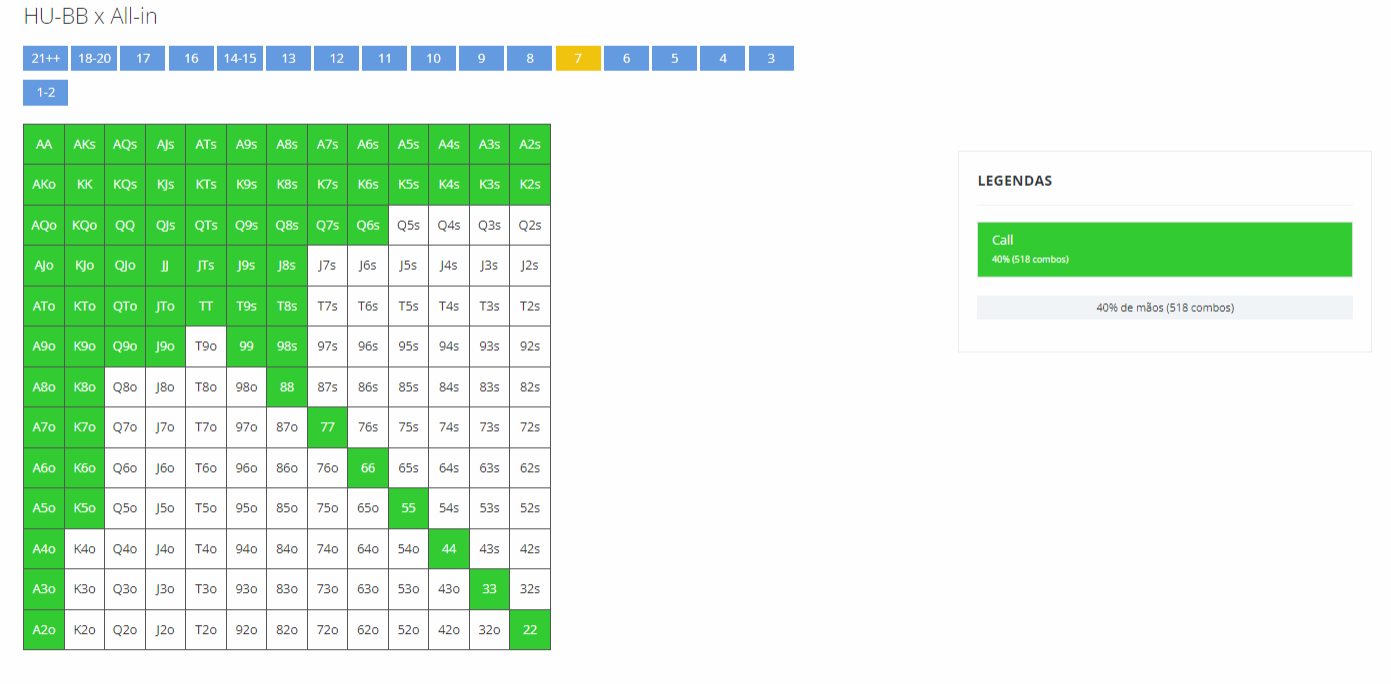 HU-BB x All-in
21++ 18-20 17 16 14-15 13 12 11 10 9 8 7 6 5 4 3
1-2
AA AKs AQs AJs ATs A9s A8s A7s A6s A5s A4s A3s A2s
AKo KK KQs KJs KTs K9s K8s K7s K6s K5s K4s K3s K2s
AQo KQo QQ QJs QTs Q9s Q8s Q7s Q6s Q5s Q4s Q3s Q2s
AJo KJo QJo JJ JTs J9s J8s J7s J6s J5s J4s J3s J2s
ATo KTo QTo JTo TT T9s T8s T7s T6s T5s T4s T3s T2s
A9o K9o Q9o J9o T9o 99 98s 97s 96s 95s 94s 93s 92s
A8o K8o Q8o J8o T8o 98o 88 87s 86s 85s 84s 83s 82s
A7o K7o Q7o J7o T7o 97o 87o 77 76s 75s 74s 73s 72s
A6o K6o Q6o J6o T6o 96o 86o 76o 66 65s 64s 63s 62s
A5o K5o Q5o J5o T5o 95o 85o 75o 65o 55 54s 53s 52s
A4o K4o Q4o J4o T4o 94o 84o 74o 64o 54o 44 43s 42s
A3o K3o Q3o J3o T3o 93o 83o 73o 63o 53o 43o 33 32s
A2o K2o Q2o J2o T2o 92o 82o 72o 62o 52o 42o 32o 22
LEGENDAS
Call
40% (518 combos)
40% de mãos (518 combos)